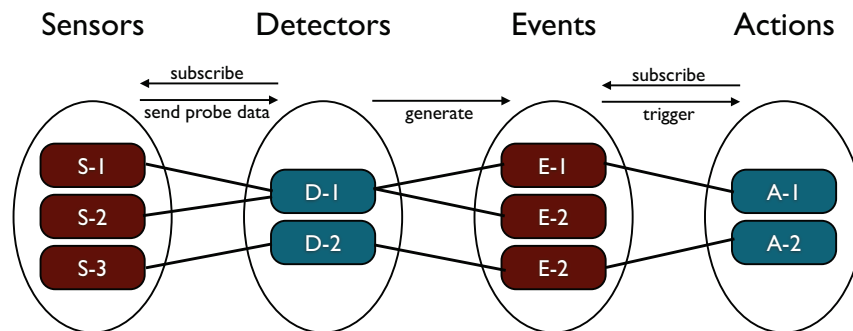 Sensors Detectors Events Actions
subscribe subscribe
send probe data generate trigger
S-1 E-1
D-1 A-1
S-2 E-2
D-2 A-2
S-3 E-2